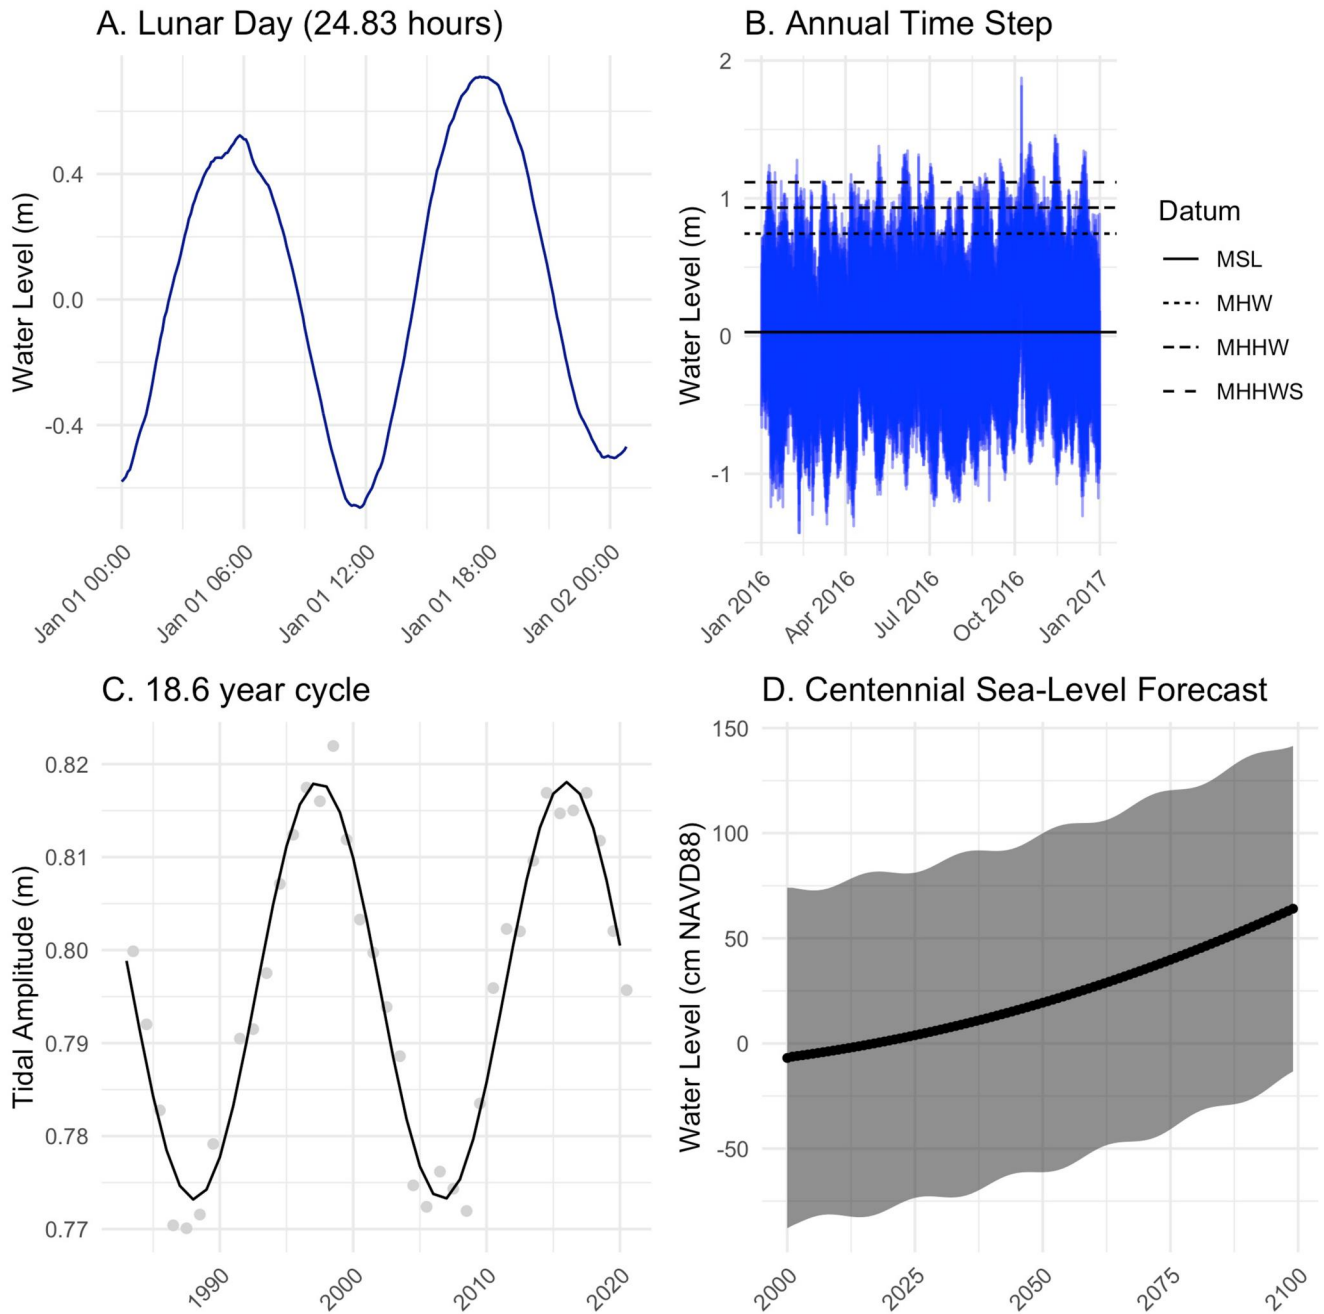 A. Lunar Day (24.83 hours)
Water Level (m)
0.4
0.0
-0.4
Jan 01 00:00
Jan 01 06:00
Jan 01 12:00
Jan 01 18:00
Jan 02 00:00
B. Annual Time Step
Water Level (m)
2
1
0
-1
Jan 2016
Apr 2016
Jul 2016
Oct 2016
Jan 2017
Datum
MSL
MHW
MHHW
MHHWS
C. 18.6 year cycle
Tidal Amplitude (m)
0.82
0.81
0.80
0.79
0.78
0.77
1990
2000
2010
2020
D. Centennial Sea-Level Forecast
Water Level (cm NAVD88)
150
100
50
0
-50
2000
2025
2050
2075
2100